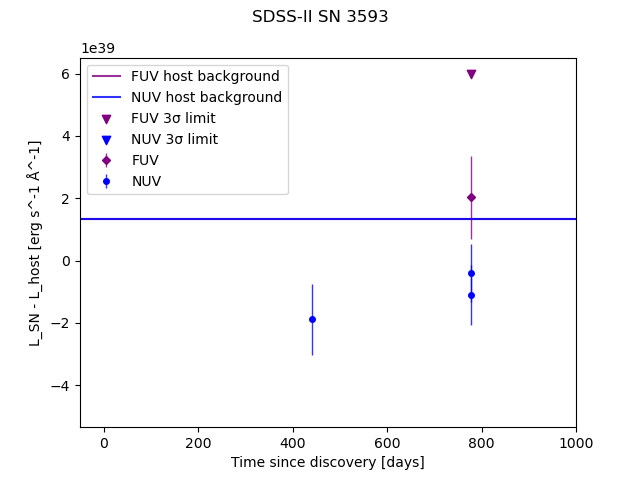 SDSS-II SN 3593
1e39
FUV host background
NUV host background
FUV 3σ limit
NUV 3σ limit
FUV
NUV
6
4
2
0
−2
−4
L_SN - L_host [erg s^-1 Å^-1]
0 200 400 600 800 1000
Time since discovery [days]